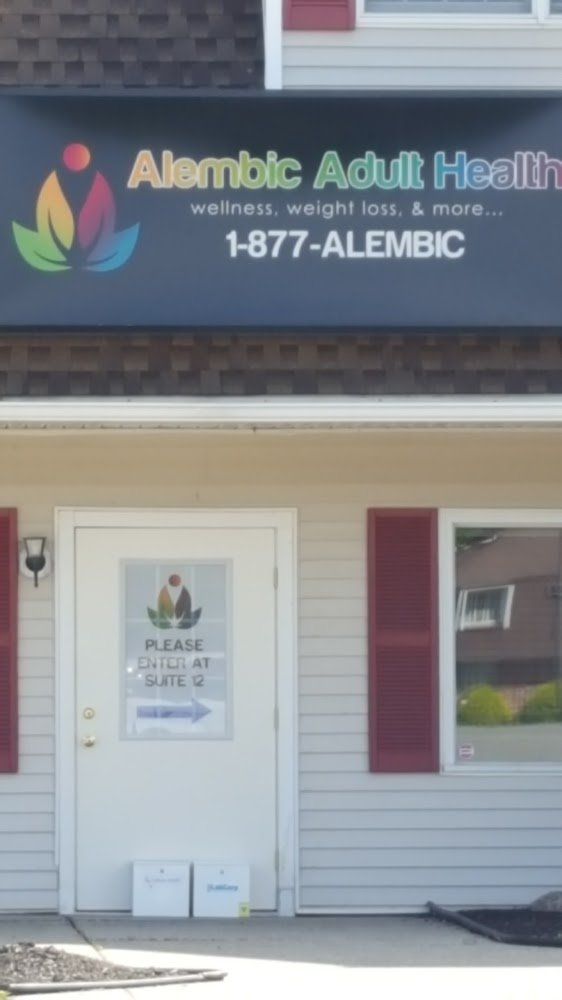 Alembic Adult Health
wellness, weight loss, & more...
1-877-ALEMBIC
PLEASE
ENTER AT
SUITE 12